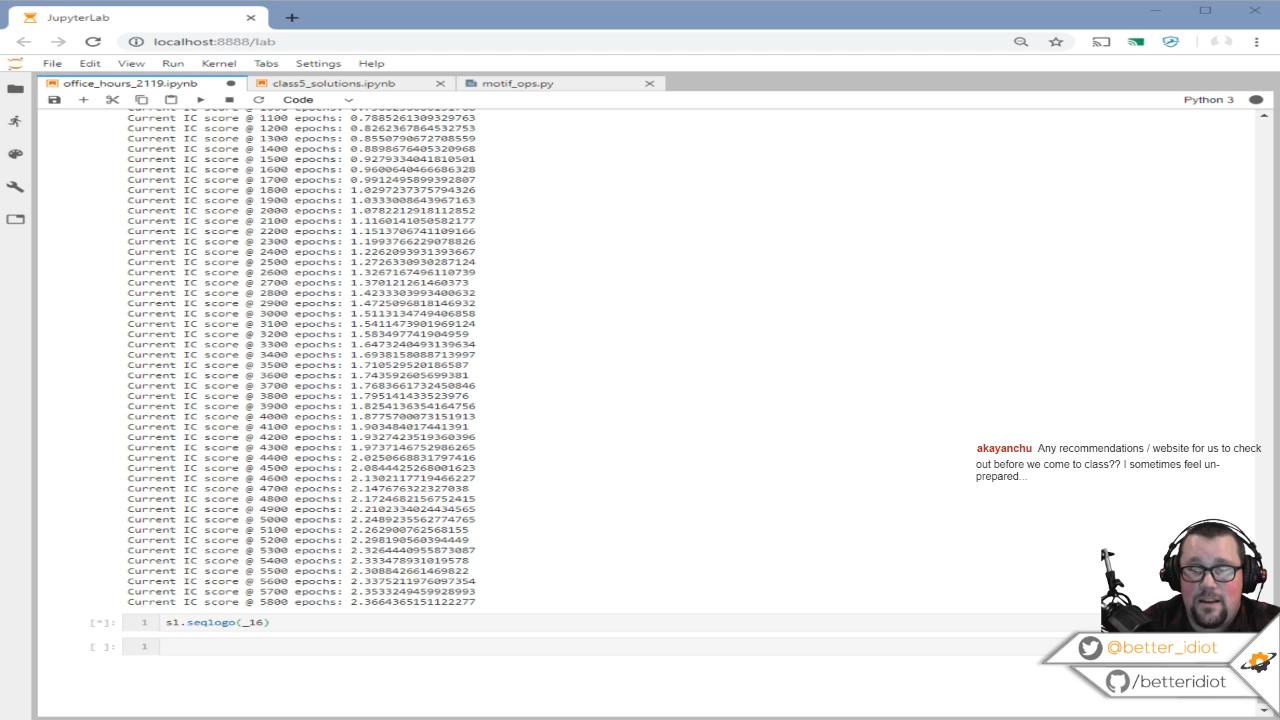 JupyterLab
localhost:8888/lab
File Edit View Run Kernel Tabs Settings Help
office_hours_2119.ipynb class5_solutions.ipynb motif_ops.py
Code Python 3
Current IC score @ 1100 epochs: 0.7885261309329763
Current IC score @ 1200 epochs: 0.8262367864532753
Current IC score @ 1300 epochs: 0.8550790672708559
Current IC score @ 1400 epochs: 0.8898676405320968
Current IC score @ 1500 epochs: 0.9279334041810501
Current IC score @ 1600 epochs: 0.9600640466686328
Current IC score @ 1700 epochs: 0.9912495899392807
Current IC score @ 1800 epochs: 1.0297237375794326
Current IC score @ 1900 epochs: 1.0333008643967163
Current IC score @ 2000 epochs: 1.0782212918112852
Current IC score @ 2100 epochs: 1.1160141050582177
Current IC score @ 2200 epochs: 1.1513706741109166
Current IC score @ 2300 epochs: 1.1993766229078826
Current IC score @ 2400 epochs: 1.2262093931393667
Current IC score @ 2500 epochs: 1.2726330930287124
Current IC score @ 2600 epochs: 1.3267167496110739
Current IC score @ 2700 epochs: 1.370121261460373
Current IC score @ 2800 epochs: 1.4233303993400632
Current IC score @ 2900 epochs: 1.4725096818146932
Current IC score @ 3000 epochs: 1.5113134749406858
Current IC score @ 3100 epochs: 1.5411473901969124
Current IC score @ 3200 epochs: 1.583497741904959
Current IC score @ 3300 epochs: 1.6473240493139634
Current IC score @ 3400 epochs: 1.6938158088713997
Current IC score @ 3500 epochs: 1.710529520186587
Current IC score @ 3600 epochs: 1.743592605699381
Current IC score @ 3700 epochs: 1.7683661732450846
Current IC score @ 3800 epochs: 1.795141433523976
Current IC score @ 3900 epochs: 1.8254136354164756
Current IC score @ 4000 epochs: 1.8775700073151913
Current IC score @ 4100 epochs: 1.903484017441391
Current IC score @ 4200 epochs: 1.9327423519360396
Current IC score @ 4300 epochs: 1.9737146752986265
Current IC score @ 4400 epochs: 2.0250668831797416
Current IC score @ 4500 epochs: 2.0844425268001623
Current IC score @ 4600 epochs: 2.1302117719466227
Current IC score @ 4700 epochs: 2.147676322327038
Current IC score @ 4800 epochs: 2.1724682156752415
Current IC score @ 4900 epochs: 2.2102334024434565
Current IC score @ 5000 epochs: 2.2489235562774765
Current IC score @ 5100 epochs: 2.262900762568155
Current IC score @ 5200 epochs: 2.298190560394449
Current IC score @ 5300 epochs: 2.3264440955873087
Current IC score @ 5400 epochs: 2.333478931019578
Current IC score @ 5500 epochs: 2.308842661469822
Current IC score @ 5600 epochs: 2.3375211976097354
Current IC score @ 5700 epochs: 2.3533249459928993
Current IC score @ 5800 epochs: 2.3664365151122277
[*]: 1 sl.seqlogo(_16)
[ ]: 1
akayanchu Any recommendations / website for us to check
out before we come to class?? I sometimes feel un-
prepared...
@better_idiot
/betteridiot